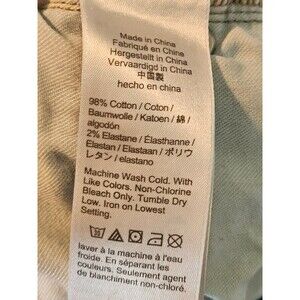 Made in China
Fabriqué en China
Hergestellt in China
Vervaardigd in China
中国製
hecho en china
98% Cotton / Coton /
Baumwolle / Katoen / 綿 /
algodón
2% Elastane / Élasthanne /
Elastan / Elastaan / ポリウ
レタン / elastano
Machine Wash Cold. With
Like Colors. Non-Chlorine
Bleach Only. Tumble Dry
Low. Iron on Lowest
Setting.
30
laver à la machine et à l'eau
froide. En séparant les
couleurs. Seulement agent
de blanchiment non-chloré.